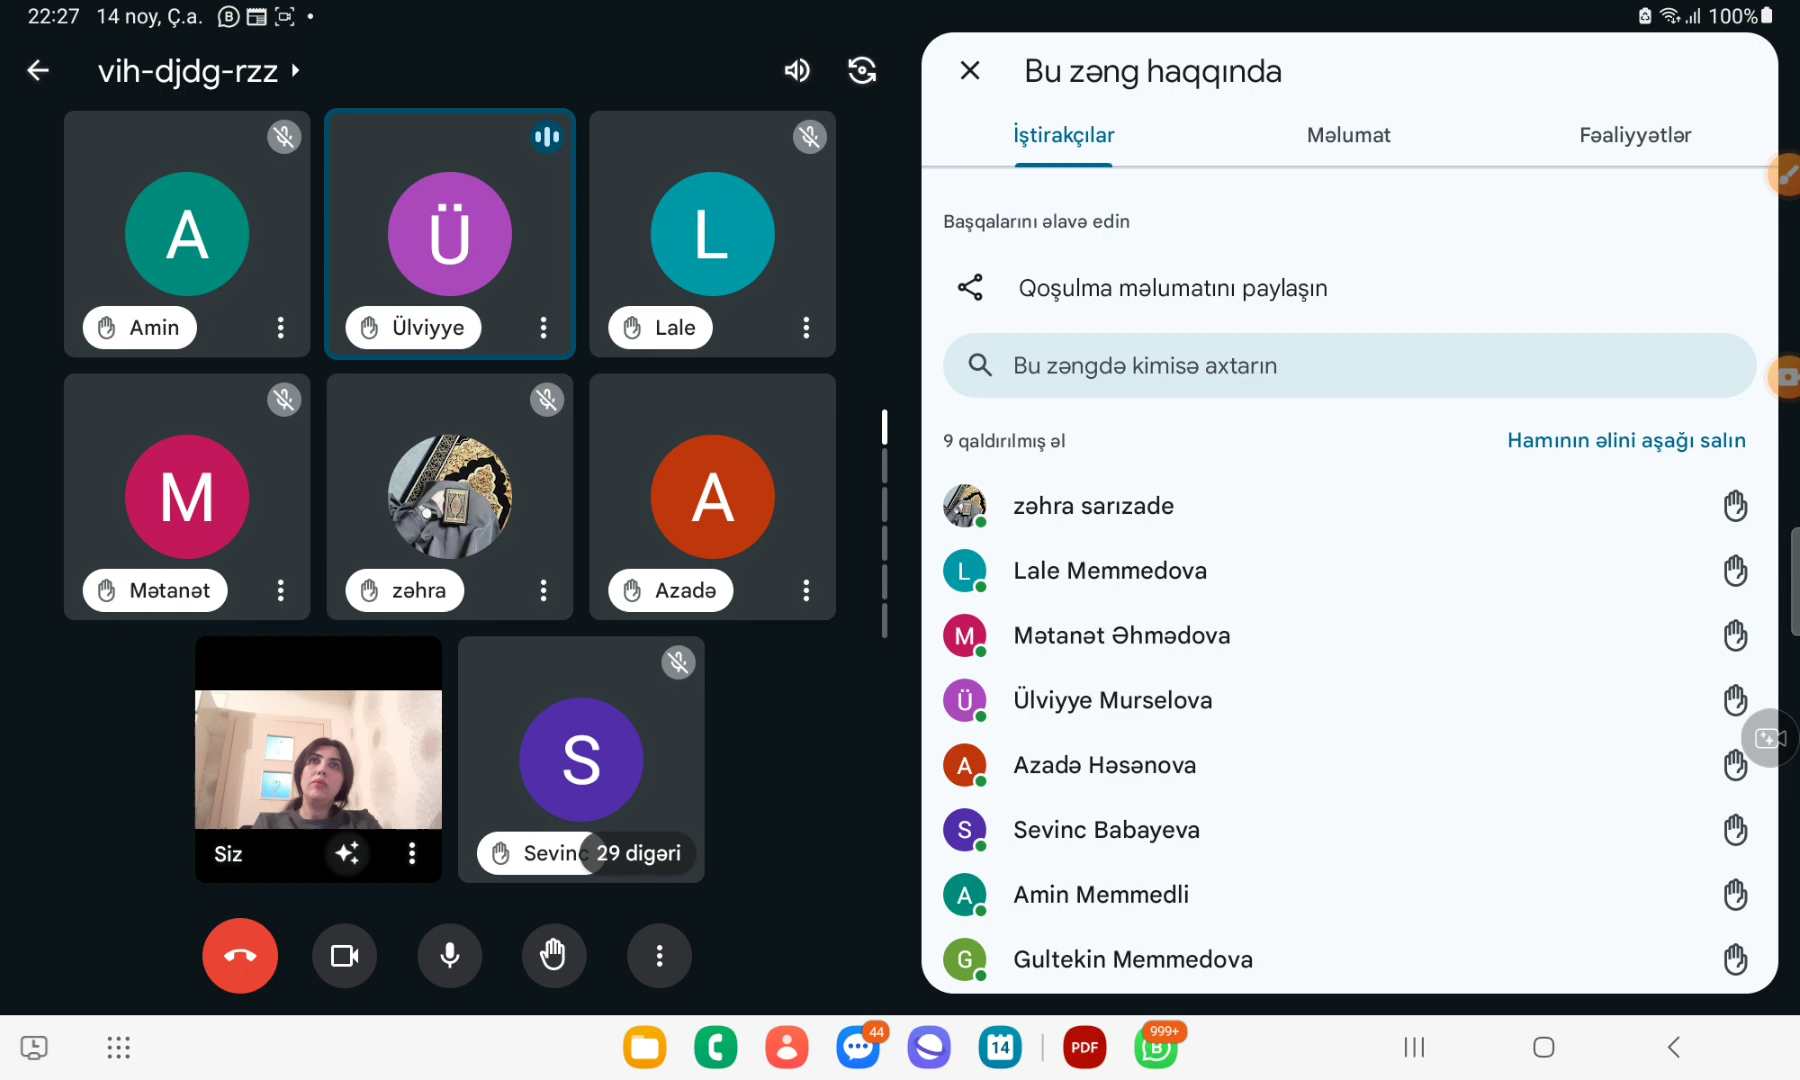 22:27 14 noy, Ç.a.
100%
vih-djdg-rzz
A
Amin
Ü
Ülviyye
L
Lale
M
Mətanət
zəhra
A
Azadə
Siz
S
Sevinc
29 digəri
Bu zəng haqqında
İştirakçılar
Məlumat
Fəaliyyətlər
Başqalarını əlavə edin
Qoşulma məlumatını paylaşın
Bu zəngdə kimisə axtarın
9 qaldırılmış əl
Hamının əlini aşağı salın
zəhra sarızade
L Lale Memmedova
M Mətanət Əhmədova
Ü Ülviyye Murselova
A Azadə Həsənova
S Sevinc Babayeva
A Amin Memmedli
G Gultekin Memmedova
44
14
PDF
999+
B